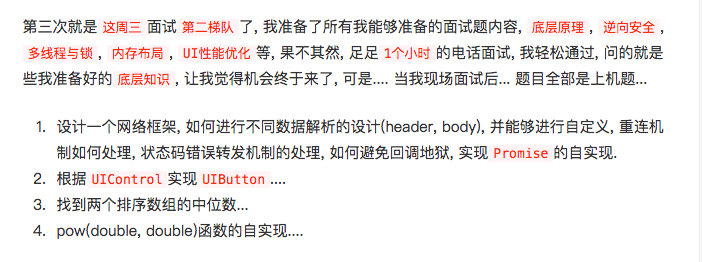 第三次就是 这周三 面试 第二梯队 了, 我准备了所有我能够准备的面试题内容, 底层原理 , 逆向安全 ,
多线程与锁 , 内存布局 , UI性能优化 等, 果不其然, 足足 1个小时 的电话面试, 我轻松通过, 问的就是
些我准备好的 底层知识 , 让我觉得机会终于来了, 可是.... 当我现场面试后... 题目全部是上机题...
1. 设计一个网络框架, 如何进行不同数据解析的设计(header, body), 并能够进行自定义, 重连机
制如何处理, 状态码错误转发机制的处理, 如何避免回调地狱, 实现 Promise 的自实现.
2. 根据 UIControl 实现 UIButton ....
3. 找到两个排序数组的中位数...
4. pow(double, double)函数的自实现....